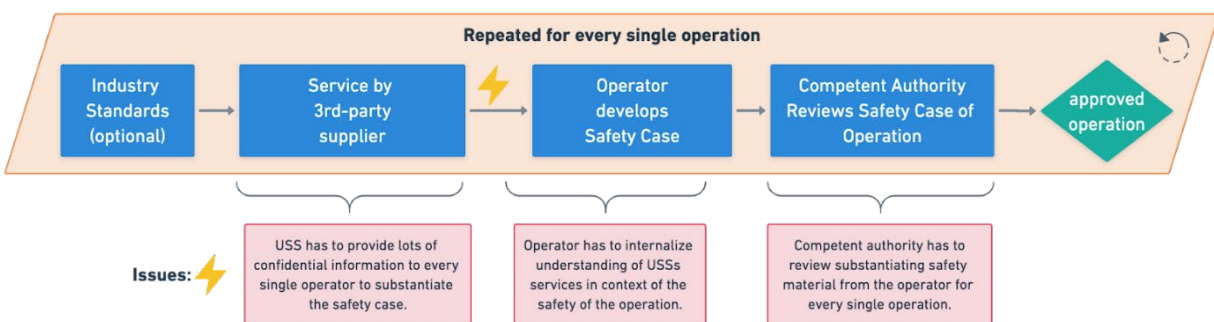 Repeated for every single operation
Industry
Standards
(optional)
Service by
3rd-party
supplier
Operator
develops
Safety Case
Competent Authority
Reviews Safety Case of
Operation
approved
operation
Issues:
USS has to provide lots of
confidential information to every
single operator to substantiate
the safety case.
Operator has to internalize
understanding of USSs
services in context of the
safety of the operation.
Competent authority has to
review substantiating safety
material from the operator for
every single operation.